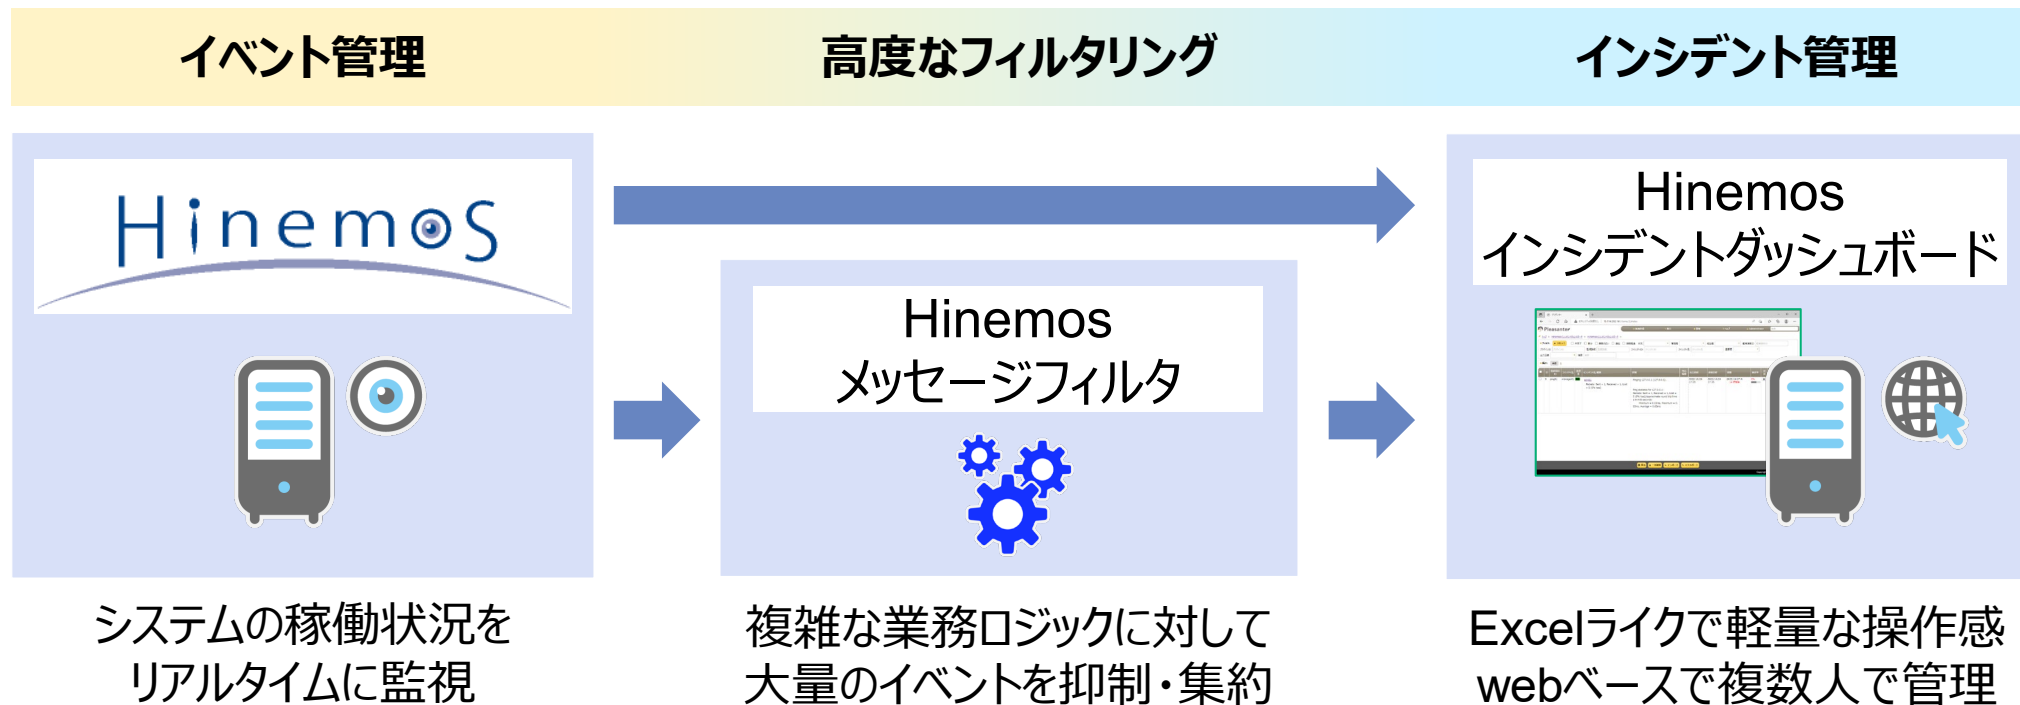 イベント管理
高度なフィルタリング
インシデント管理
Hinemos
システムの稼働状況を
リアルタイムに監視
Hinemos
メッセージフィルタ
複雑な業務ロジックに対して
大量のイベントを抑制・集約
Hinemos
インシデントダッシュボード
Pleasanter
Excelライクで軽量な操作感
webベースで複数人で管理